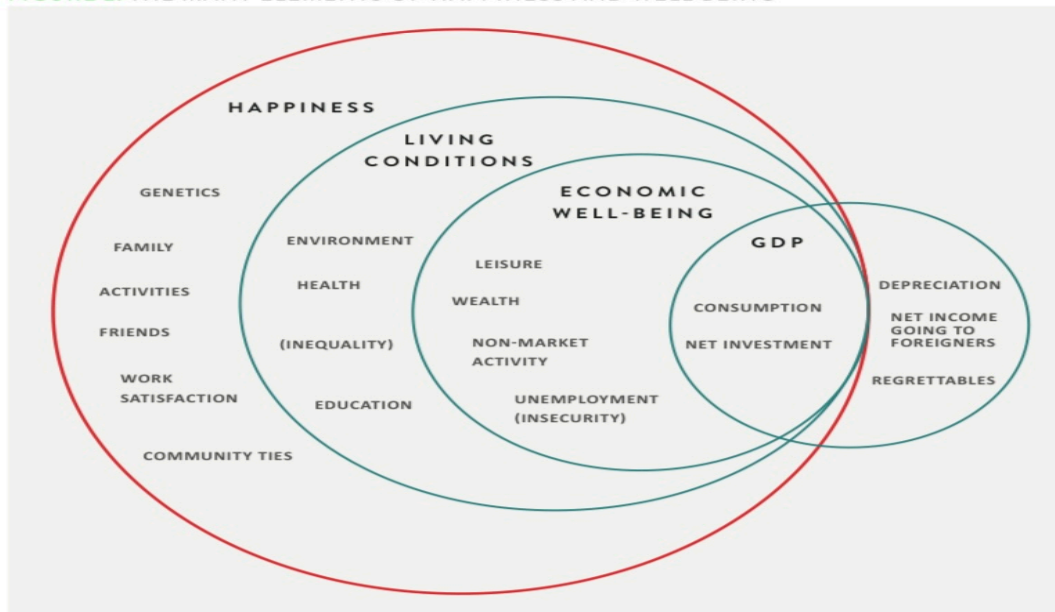 HAPPINESS
LIVING
CONDITIONS
ECONOMIC
WELL-BEING
GDP
GENETICS
FAMILY
ACTIVITIES
FRIENDS
WORK
SATISFACTION
COMMUNITY TIES
ENVIRONMENT
HEALTH
(INEQUALITY)
EDUCATION
LEISURE
WEALTH
NON-MARKET
ACTIVITY
UNEMPLOYMENT
(INSECURITY)
CONSUMPTION
NET INVESTMENT
DEPRECIATION
NET INCOME
GOING TO
FOREIGNERS
REGRETTABLES